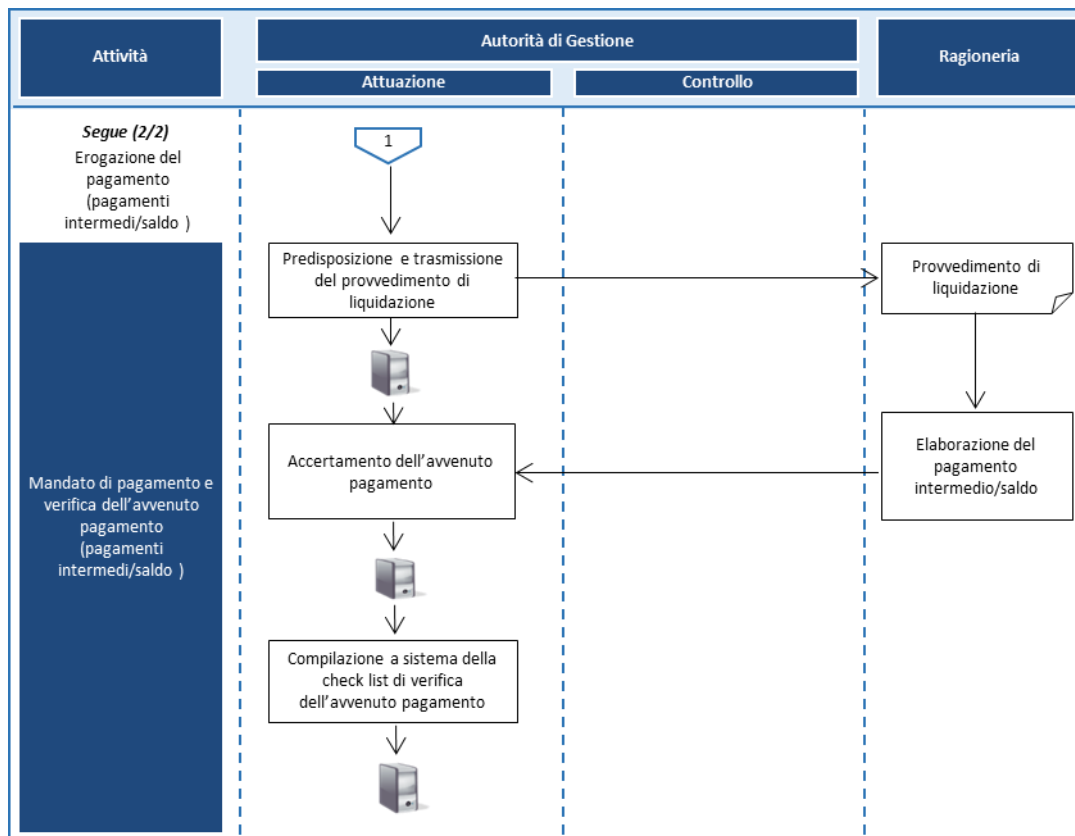 Attività
Autorità di Gestione
Ragioneria
Attuazione
Controllo
Segue (2/2)
Erogazione del
pagamento
(pagamenti
intermedi/saldo )
1
Predisposizione e trasmissione
del provvedimento di
liquidazione
Provvedimento di
liquidazione
Mandato di pagamento e
verifica dell’avvenuto
pagamento
(pagamenti
intermedi/saldo )
Accertamento dell’avvenuto
pagamento
Elaborazione del
pagamento
intermedio/saldo
Compilazione a sistema della
check list di verifica
dell’avvenuto pagamento